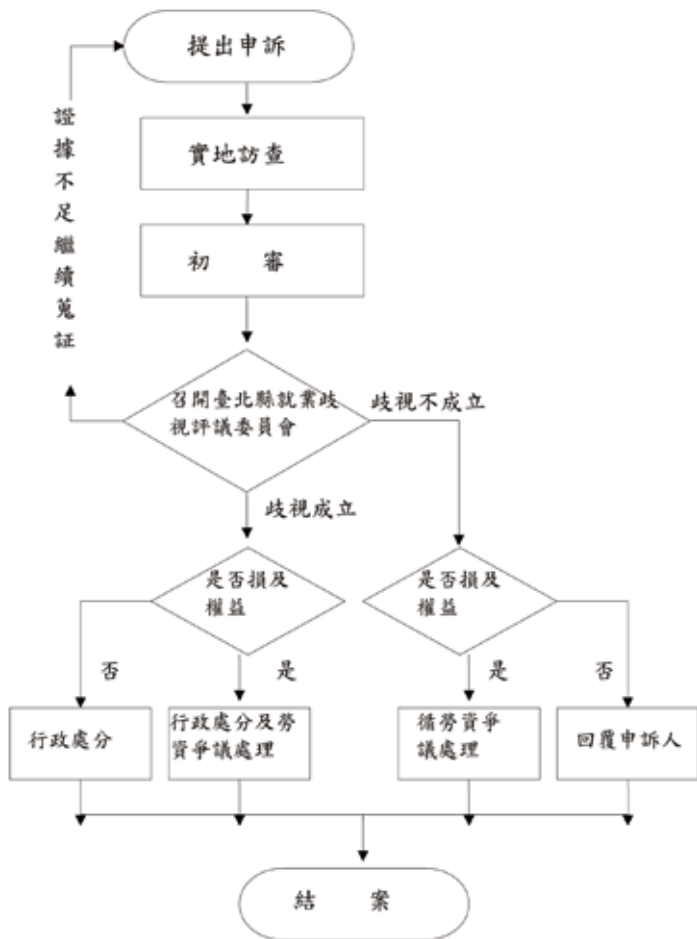 提出申訴
證據不足繼續蒐証
實地訪查
初　　審
召開臺北縣就業歧
視評議委員會
歧視不成立
歧視成立
是否損及
權益
是否損及
權益
否
是
是
否
行政處分
行政處分及勞
資爭議處理
循勞資爭
議處理
回覆申訴人
結　　案